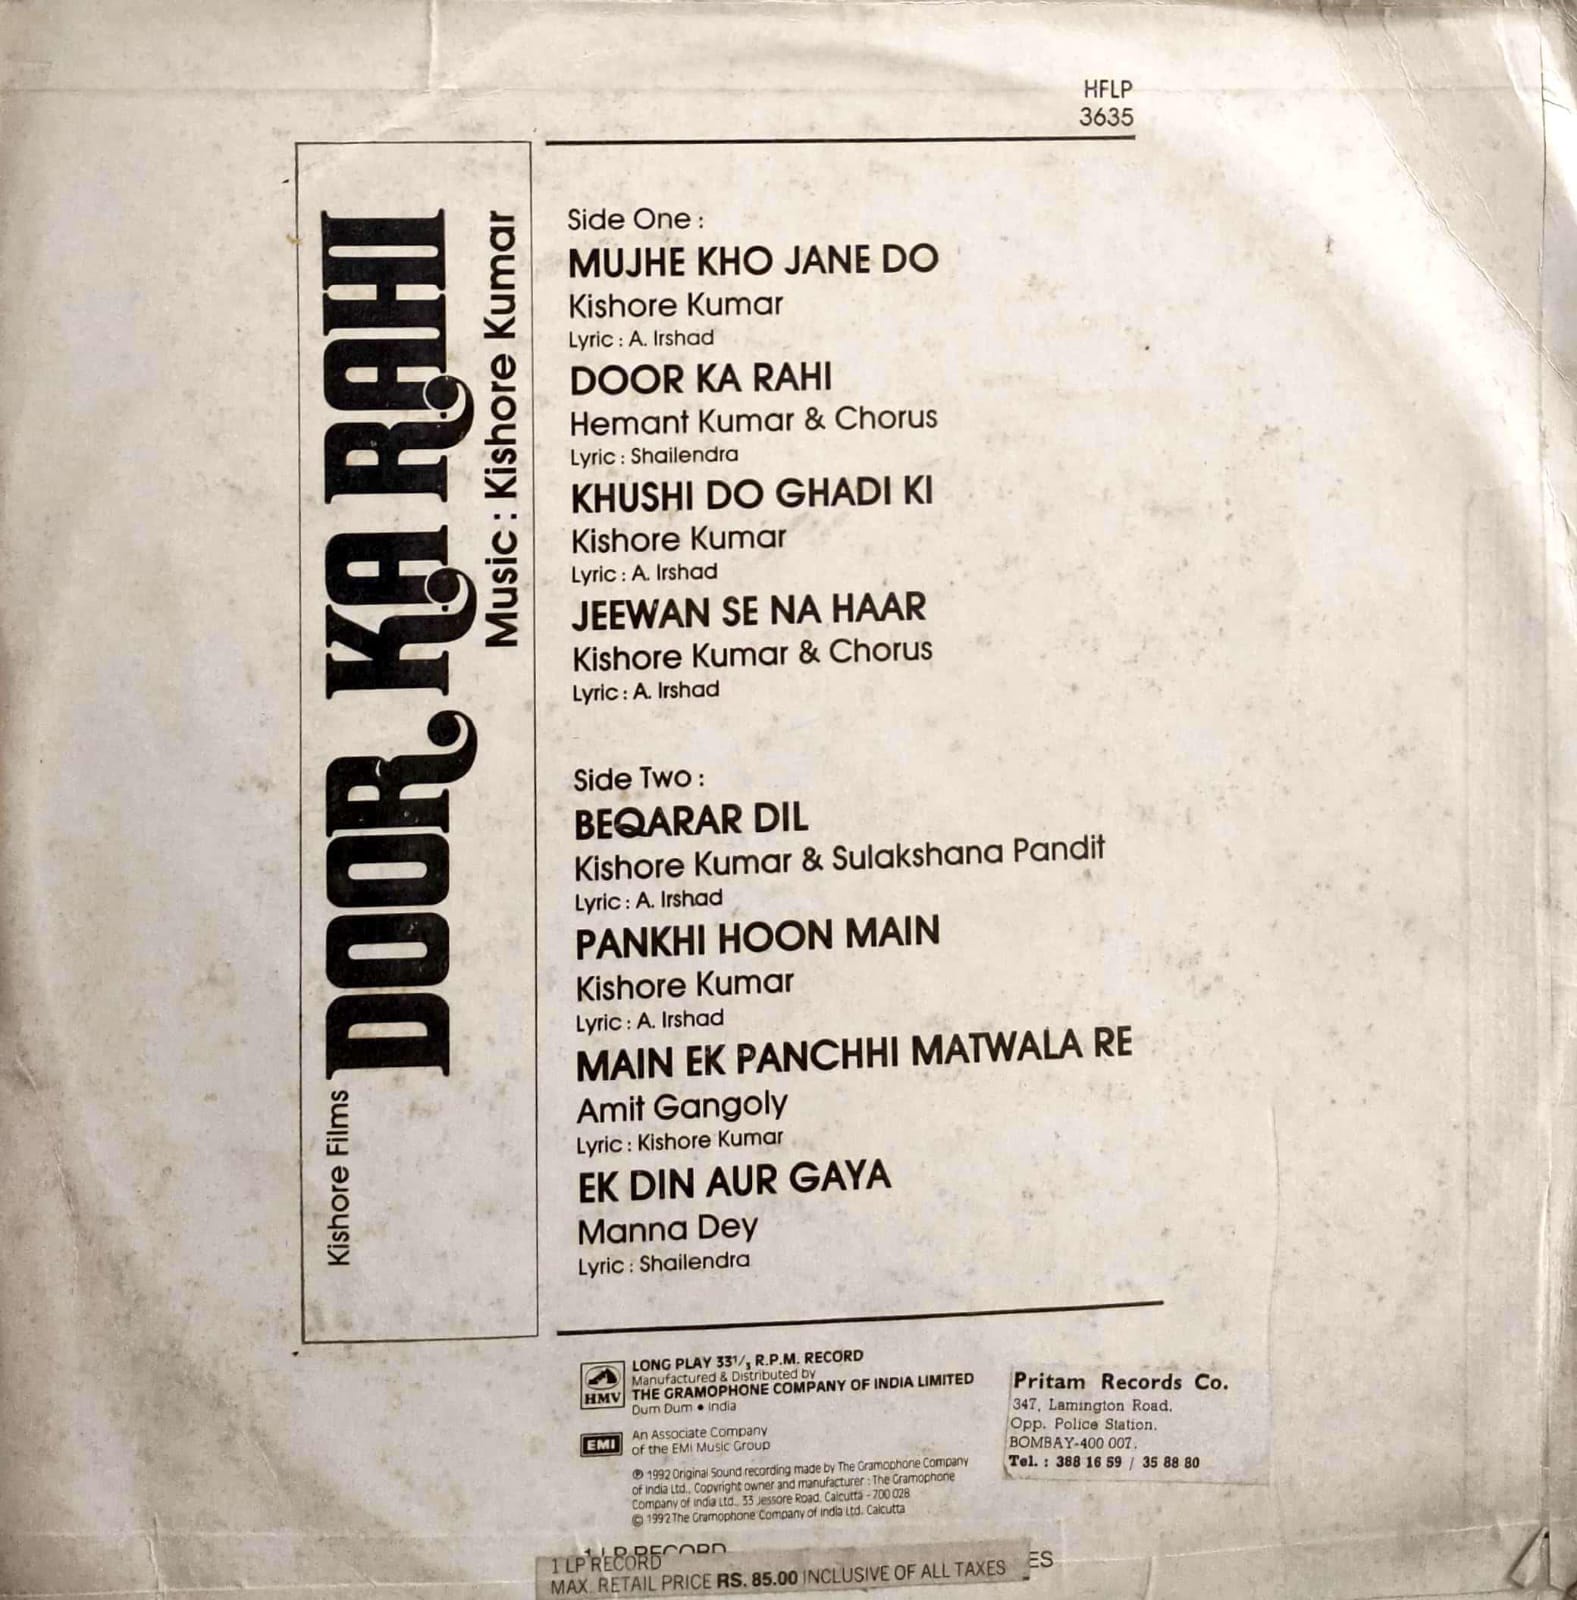 HFLP
3635
Kishore Films
DOOR KA RAHI
Music : Kishore Kumar
Side One :
MUJHE KHO JANE DO
Kishore Kumar
Lyric : A. Irshad
DOOR KA RAHI
Hemant Kumar & Chorus
Lyric : Shailendra
KHUSHI DO GHADI KI
Kishore Kumar
Lyric : A. Irshad
JEEWAN SE NA HAAR
Kishore Kumar & Chorus
Lyric : A. Irshad
Side Two :
BEQARAR DIL
Kishore Kumar & Sulakshana Pandit
Lyric : A. Irshad
PANKHI HOON MAIN
Kishore Kumar
Lyric : A. Irshad
MAIN EK PANCHHI MATWALA RE
Amit Gangoly
Lyric : Kishore Kumar
EK DIN AUR GAYA
Manna Dey
Lyric : Shailendra
HMV
LONG PLAY 33⅓ R.P.M. RECORD
Manufactured & Distributed by
THE GRAMOPHONE COMPANY OF INDIA LIMITED
Dum Dum • India
EMI
An Associate Company
of the EMI Music Group
℗ 1992 Original Sound recording made by The Gramophone Company
of India Ltd., Copyright owner and manufacturer : The Gramophone
Company of India Ltd., 33 Jessore Road, Calcutta - 700 028
© 1992 The Gramophone Company of India Ltd. Calcutta
Pritam Records Co.
347, Lamington Road,
Opp. Police Station,
BOMBAY-400 007.
Tel. : 388 16 59 / 35 88 80
1 LP RECORD
1 LP RECORD
MAX. RETAIL PRICE RS. 85.00 INCLUSIVE OF ALL TAXES
ES